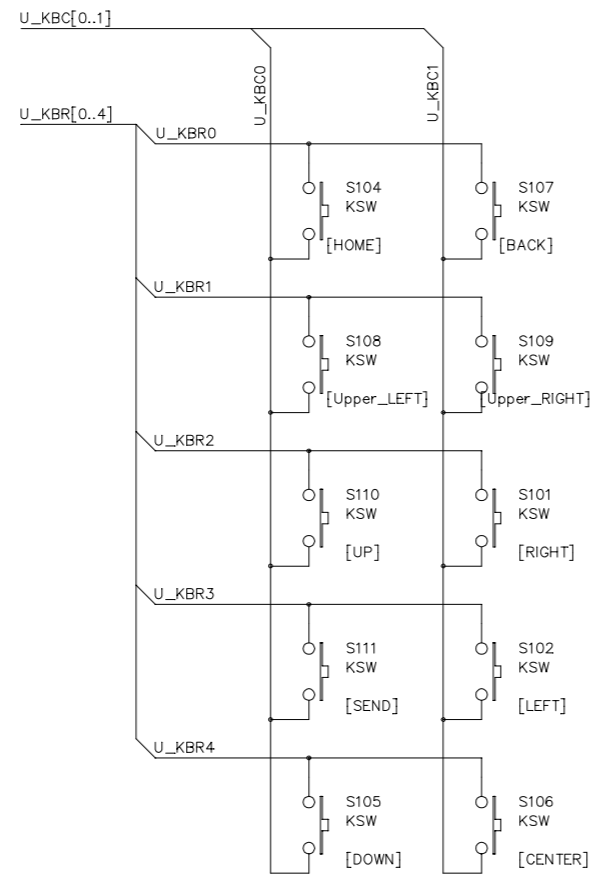 U_KBC[0..1]
U_KBC0
U_KBC1
U_KBR[0..4]
U_KBR0
S104
KSW
[HOME]
S107
KSW
[BACK]
U_KBR1
S108
KSW
[Upper_LEFT]
S109
KSW
[Upper_RIGHT]
U_KBR2
S110
KSW
[UP]
S101
KSW
[RIGHT]
U_KBR3
S111
KSW
[SEND]
S102
KSW
[LEFT]
U_KBR4
S105
KSW
[DOWN]
S106
KSW
[CENTER]